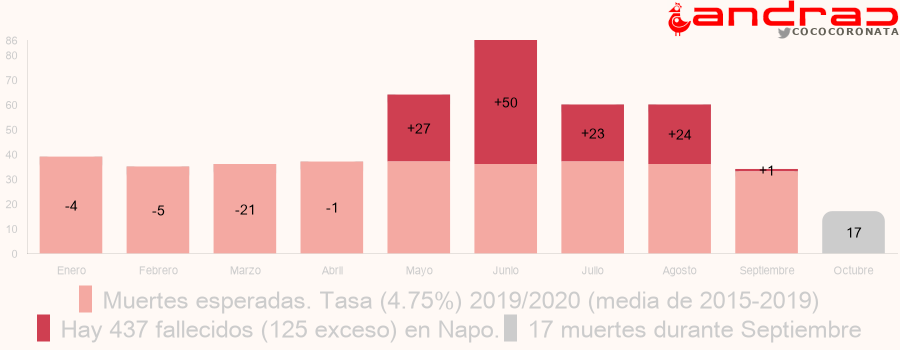 andrac
COCOCORONATA
86
80
70
60
50
40
30
20
10
0
-4
-5
-21
-1
+27
+50
+23
+24
+1
17
Enero
Febrero
Marzo
Abril
Mayo
Junio
Julio
Agosto
Septiembre
Octubre
Muertes esperadas. Tasa (4.75%) 2019/2020 (media de 2015-2019)
Hay 437 fallecidos (125 exceso) en Napo. 17 muertes durante Septiembre